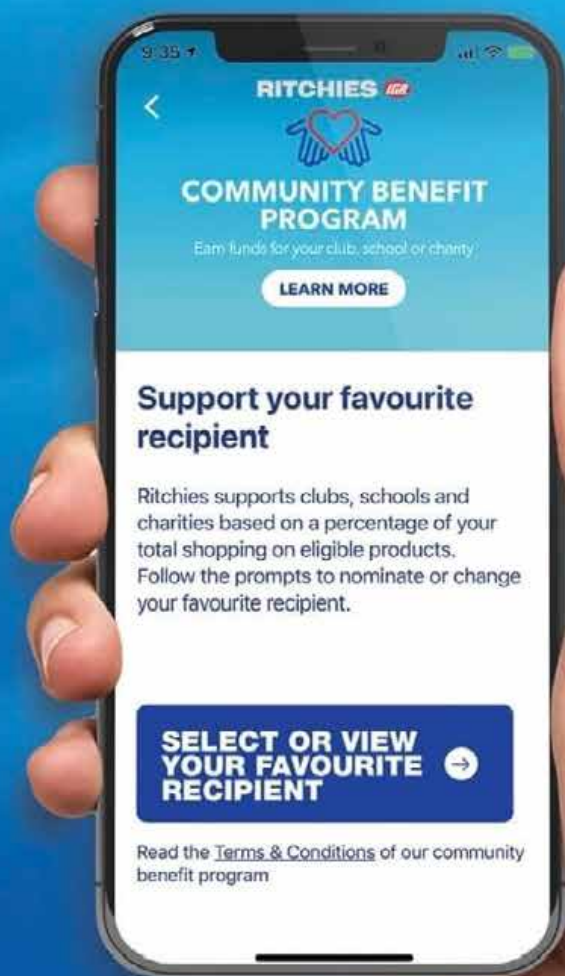 9:35
RITCHIES IGA
COMMUNITY BENEFIT
PROGRAM
Earn funds for your club, school or charity
LEARN MORE
Support your favourite
recipient
Ritchies supports clubs, schools and
charities based on a percentage of your
total shopping on eligible products.
Follow the prompts to nominate or change
your favourite recipient.
SELECT OR VIEW
YOUR FAVOURITE
RECIPIENT
Read the Terms & Conditions of our community
benefit program